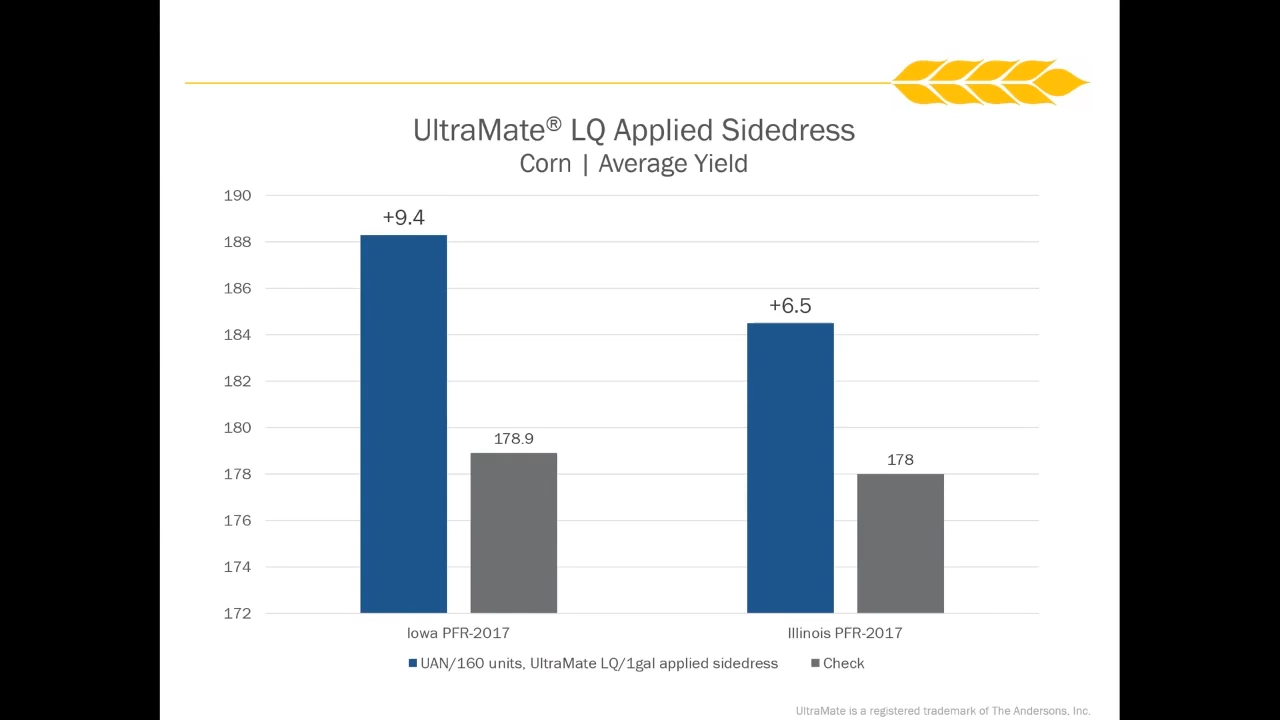 UltraMate® LQ Applied Sidedress
Corn | Average Yield
190
188
186
184
182
180
178
176
174
172
+9.4
178.9
+6.5
178
Iowa PFR-2017
Illinois PFR-2017
UAN/160 units, UltraMate LQ/1gal applied sidedress
Check
UltraMate is a registered trademark of The Andersons, Inc.